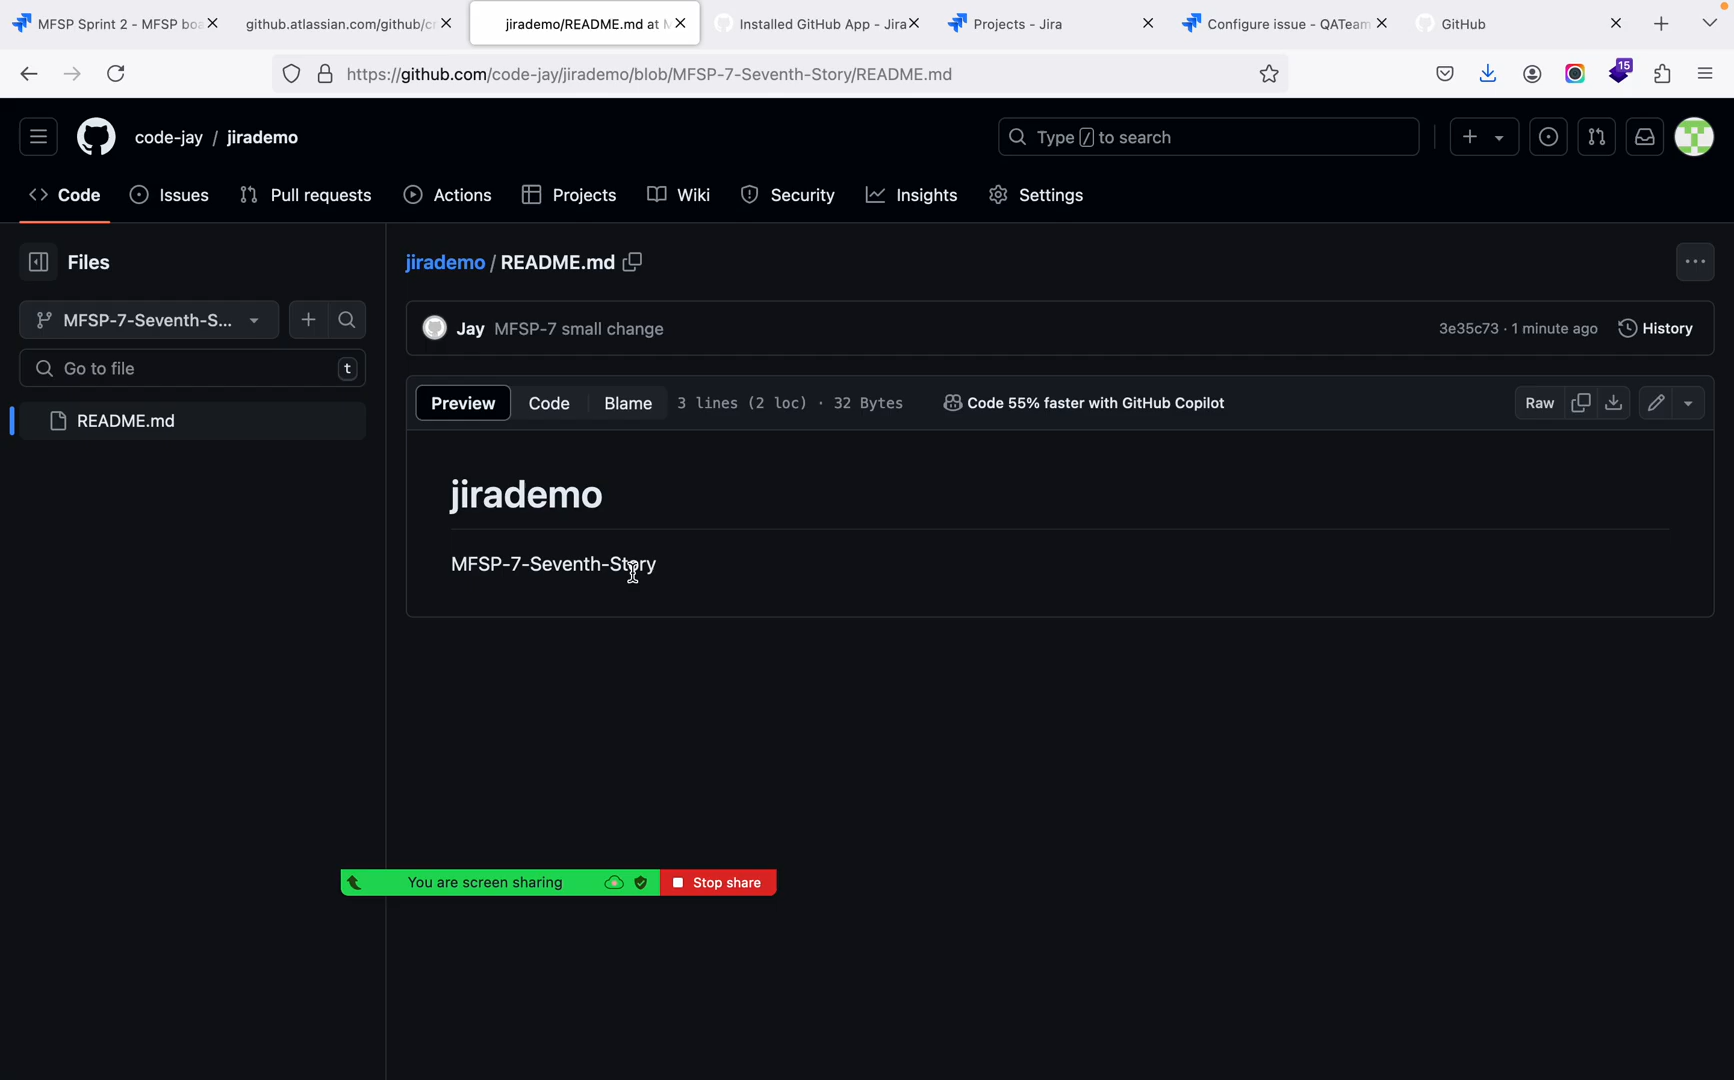 MFSP Sprint 2 - MFSP boa
github.atlassian.com/github/cr
jirademo/README.md at M
Installed GitHub App - Jira
Projects - Jira
Configure issue - QATeam
GitHub
https://github.com/code-jay/jirademo/blob/MFSP-7-Seventh-Story/README.md
15
code-jay / jirademo
Type / to search
Code
Issues
Pull requests
Actions
Projects
Wiki
Security
Insights
Settings
Files
jirademo / README.md
MFSP-7-Seventh-S...
Jay MFSP-7 small change
3e35c73 · 1 minute ago
History
Go to file
t
Preview
Code
Blame
3 lines (2 loc) · 32 Bytes
Code 55% faster with GitHub Copilot
Raw
README.md
jirademo
MFSP-7-Seventh-Story
You are screen sharing
Stop share